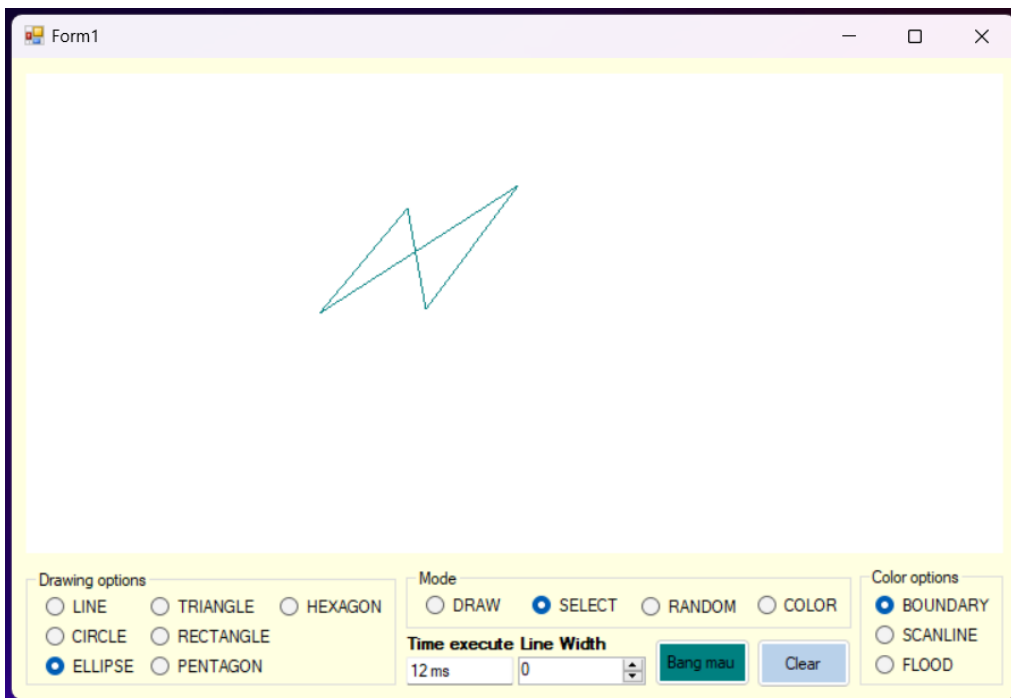 Form1
Drawing options
LINE TRIANGLE HEXAGON
CIRCLE RECTANGLE
ELLIPSE PENTAGON
Mode
DRAW SELECT RANDOM COLOR
Time execute Line Width
12 ms 0
Bang mau Clear
Color options
BOUNDARY
SCANLINE
FLOOD